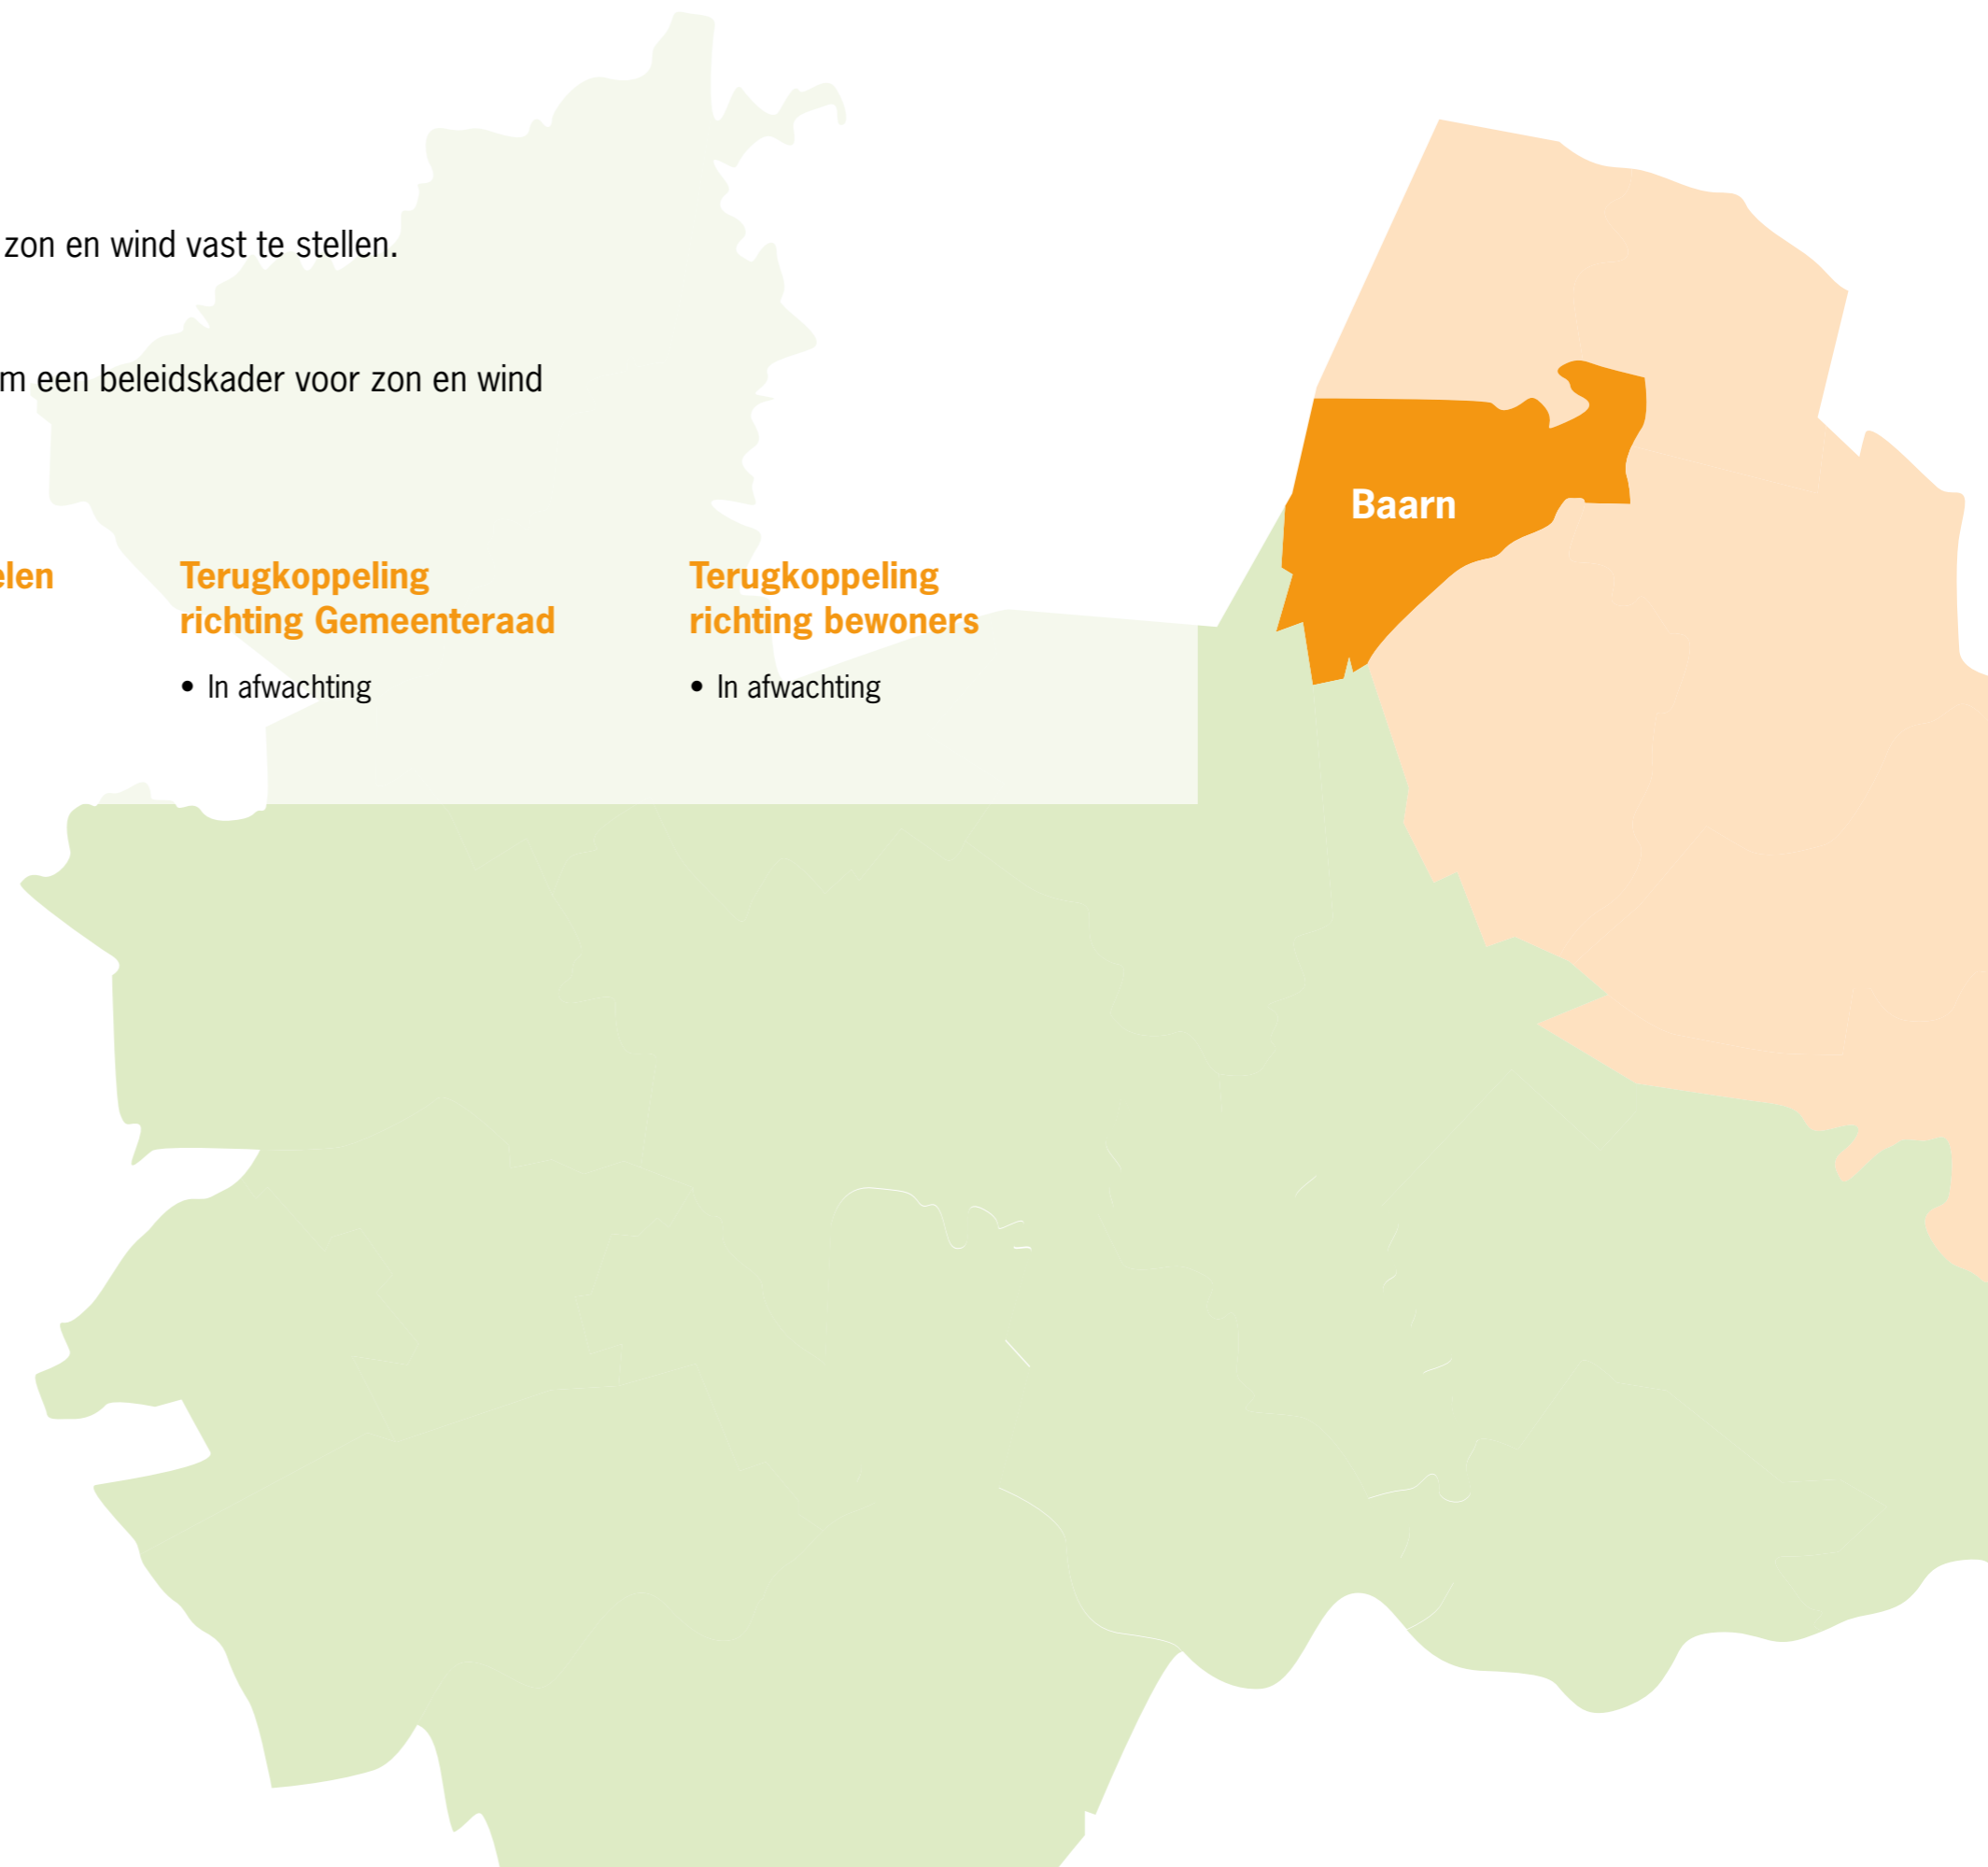 zon en wind vast te stellen.
m een beleidskader voor zon en wind
Baarn
elen
Terugkoppeling
richting Gemeenteraad
• In afwachting
Terugkoppeling
richting bewoners
• In afwachting